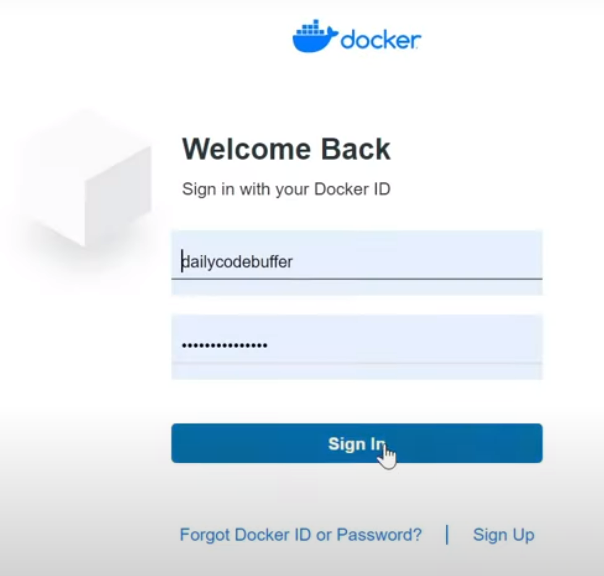 docker
Welcome Back
Sign in with your Docker ID
dailycodebuffer
•••••••••••••••
Sign In
Forgot Docker ID or Password? | Sign Up